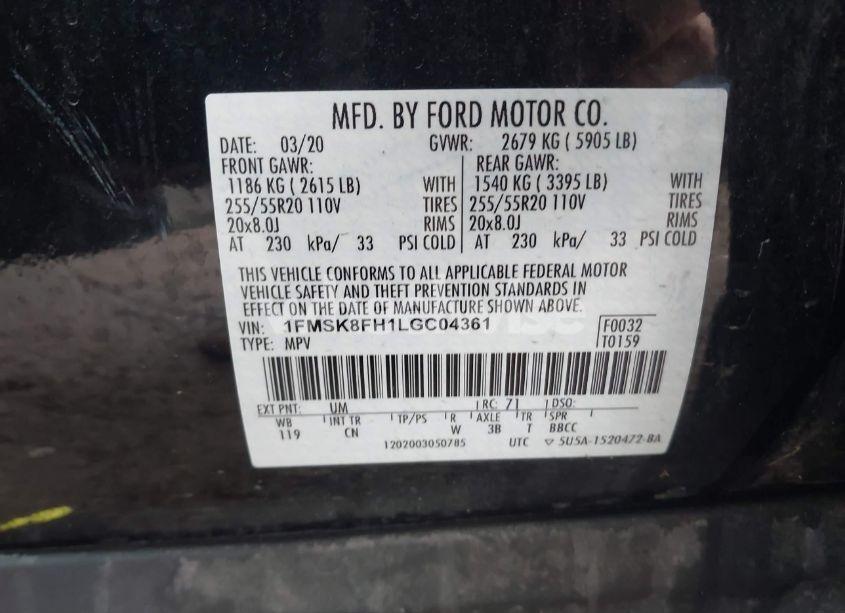 MFD. BY FORD MOTOR CO.
DATE: 03/20 GVWR: 2679 KG ( 5905 LB)
FRONT GAWR: REAR GAWR:
1186 KG ( 2615 LB) WITH 1540 KG ( 3395 LB) WITH
255/55R20 110V TIRES 255/55R20 110V TIRES
20x8.0J RIMS 20x8.0J RIMS
AT 230 kPa/ 33 PSI COLD AT 230 kPa/ 33 PSI COLD
THIS VEHICLE CONFORMS TO ALL APPLICABLE FEDERAL MOTOR
VEHICLE SAFETY AND THEFT PREVENTION STANDARDS IN
EFFECT ON THE DATE OF MANUFACTURE SHOWN ABOVE.
VIN: 1FMSK8FH1LGC04361 F0032
TYPE: MPV T0159
EXT PNT: UM RC: 71 DSO:
WB INT TR TP/PS R AXLE TR SPR
119 CN W 3B T BBCC
1202003050785 UTC ▽ 5U5A-1520472-BA